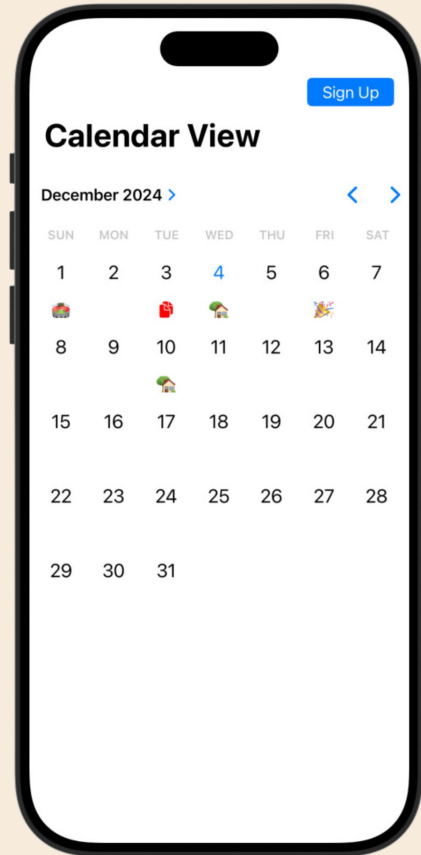 Sign Up
Calendar View
December 2024
SUN MON TUE WED THU FRI SAT
1 2 3 4 5 6 7
8 9 10 11 12 13 14
15 16 17 18 19 20 21
22 23 24 25 26 27 28
29 30 31